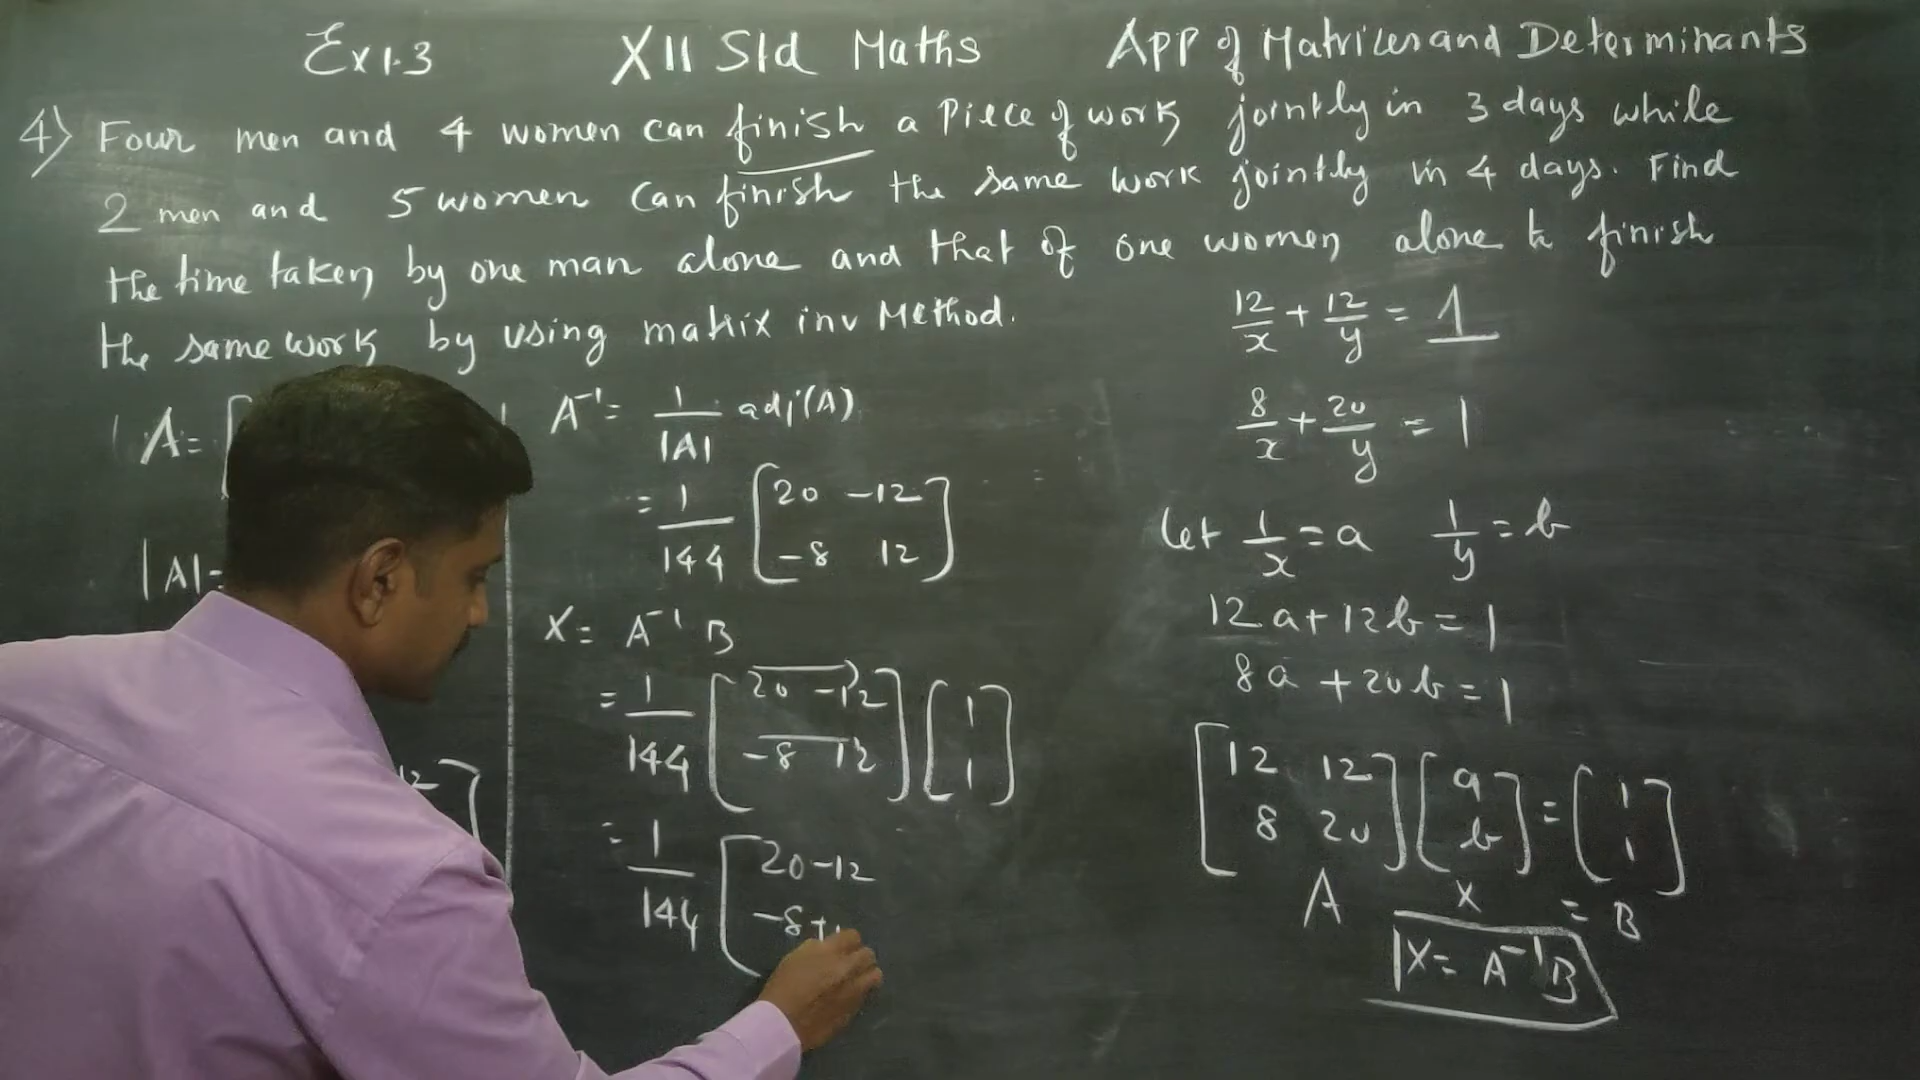 Ex 1.3 XII Std Maths App of Matrices and Determinants
4) Four men and 4 women can finish a piece of work jointly in 3 days while
2 men and 5 women can finish the same work jointly in 4 days. Find
the time taken by one man alone and that of one women alone to finish
the same work by using matrix inv Method.
A = [
|A| =
12 ]
A⁻¹ = 1/|A| adj(A)
= 1/144 [ 20 -12
-8 12 ]
X = A⁻¹ B
= 1/144 [ 20 -12
-8 12 ] [ 1
1 ]
= 1/144 [ 20-12
-8+
12/x + 12/y = 1
8/x + 20/y = 1
Let 1/x = a 1/y = b
12a + 12b = 1
8a + 20b = 1
[ 12 12
8 20 ] [ a
b ] = [ 1
1 ]
A X = B
X = A⁻¹B